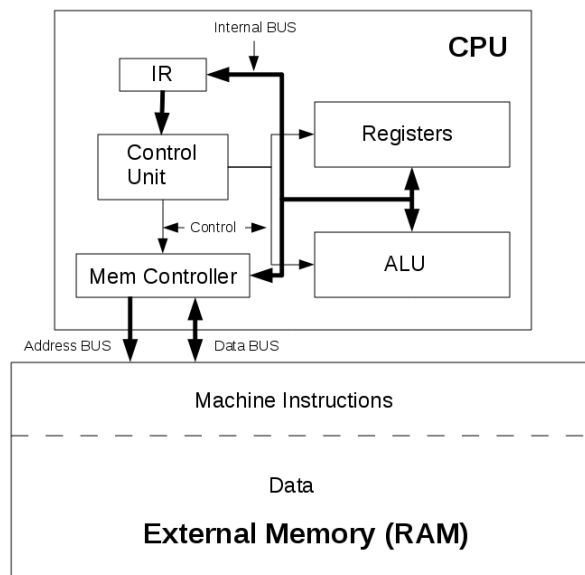 Internal BUS
CPU
IR
Registers
Control
Unit
Control
ALU
Mem Controller
Address BUS
Data BUS
Machine Instructions
Data
External Memory (RAM)